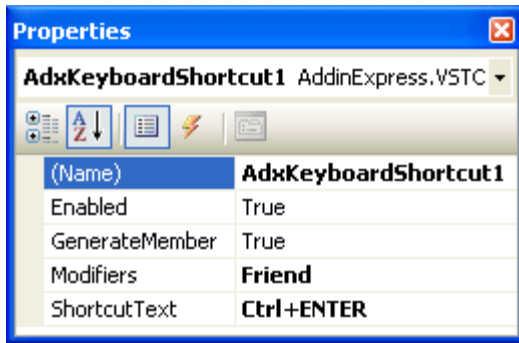 Properties
AdxKeyboardShortcut1 AddinExpress.VSTC
(Name) AdxKeyboardShortcut1
Enabled True
GenerateMember True
Modifiers Friend
ShortcutText Ctrl+ENTER